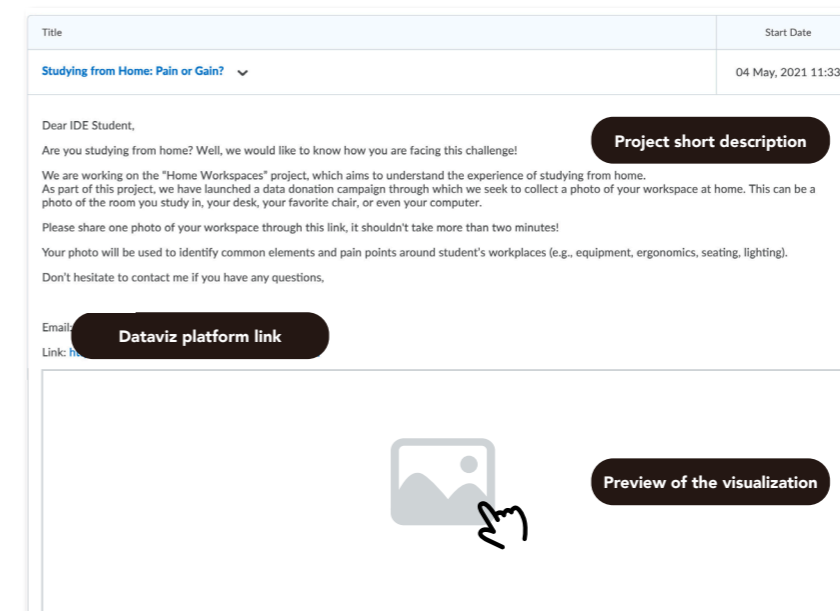 Title
Start Date
Studying from Home: Pain or Gain?
04 May, 2021 11:33
Dear IDE Student,
Project short description
Are you studying from home? Well, we would like to know how you are facing this challenge!
We are working on the "Home Workspaces" project, which aims to understand the experience of studying from home.
As part of this project, we have launched a data donation campaign through which we seek to collect a photo of your workspace at home. This can be a
photo of the room you study in, your desk, your favorite chair, or even your computer.
Please share one photo of your workspace through this link, it shouldn't take more than two minutes!
Your photo will be used to identify common elements and pain points around student's workplaces (e.g., equipment, ergonomics, seating, lighting).
Don't hesitate to contact me if you have any questions,
Email:
Dataviz platform link
Link:
Preview of the visualization